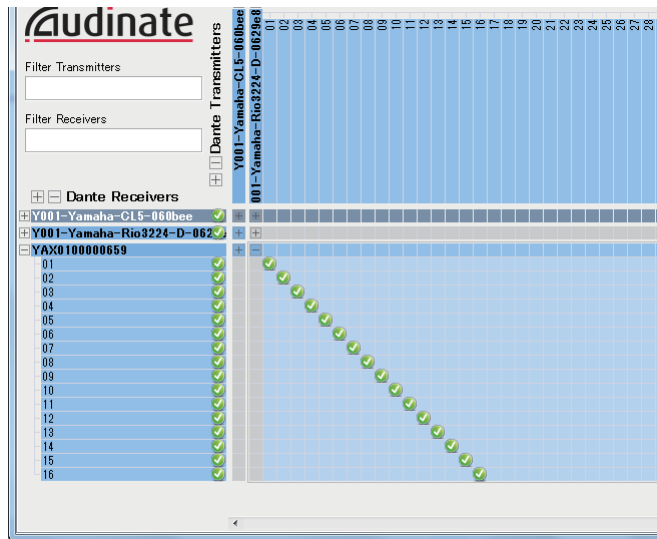 Audinate
Filter Transmitters
Filter Receivers
Dante Transmitters
Y001-Yamaha-CL5-060bee
001-Yamaha-Rio3224-D-0629e8
01 02 03 04 05 06 07 08 09 10 11 12 13 14 15 16 17 18 19 20 21 22 23 24 25 26 27 28
Dante Receivers
Y001-Yamaha-CL5-060bee
Y001-Yamaha-Rio3224-D-062
YAX0100000659
01
02
03
04
05
06
07
08
09
10
11
12
13
14
15
16